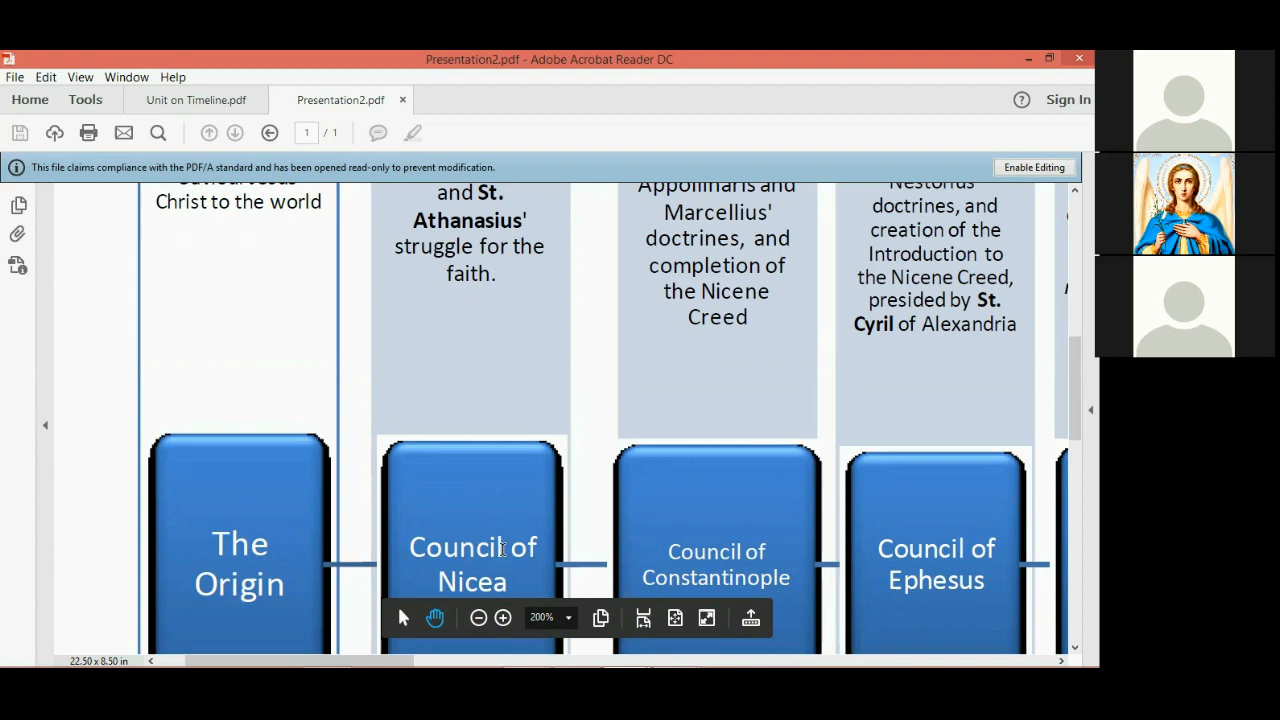 Presentation2.pdf - Adobe Acrobat Reader DC
File Edit View Window Help
Home Tools Unit on Timeline.pdf Presentation2.pdf × ? Sign In
1 / 1
This file claims compliance with the PDF/A standard and has been opened read-only to prevent modification. Enable Editing
Christ to the world
and St.
Athanasius'
struggle for the
faith.
Appollinaris and
Marcellius'
doctrines, and
completion of
the Nicene
Creed
Nestorius
doctrines, and
creation of the
Introduction to
the Nicene Creed,
presided by St.
Cyril of Alexandria
The
Origin
Council of
Nicea
Council of
Constantinople
Council of
Ephesus
200%
22.50 x 8.50 in